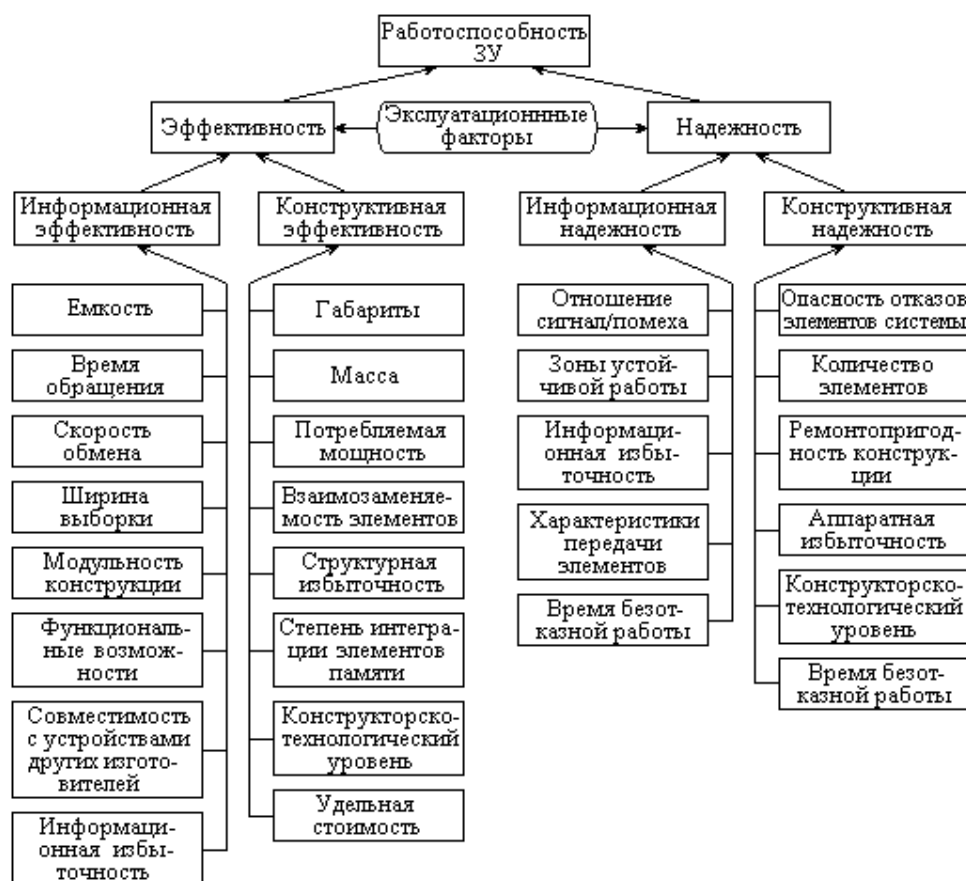 Работоспособность
ЗУ
Эффективность
Эксплуатационнные
факторы
Надежность
Информационная
эффективность
Конструктивная
эффективность
Информационная
надежность
Конструктивная
надежность
Емкость
Время
обращения
Скорость
обмена
Ширина
выборки
Модульность
конструкции
Функциональ-
ные возмож-
ности
Совместимость
с устройствами
других изгото-
вителей
Информацион-
ная избы-
точность
Габариты
Масса
Потребляемая
мощность
Взаимозаменяе-
мость элементов
Структурная
избыточность
Степень интегра-
ции элементов
памяти
Конструкторско-
технологический
уровень
Удельная
стоимость
Отношение
сигнал/помеха
Зоны устой-
чивой работы
Информаци-
онная избы-
точность
Характеристики
передачи
элементов
Время безот-
казной работы
Опасность отказов
элементов системы
Количество
элементов
Ремонтопригод-
ность конструк-
ции
Аппаратная
избыточность
Конструкторско-
технологический
уровень
Время безот-
казной работы